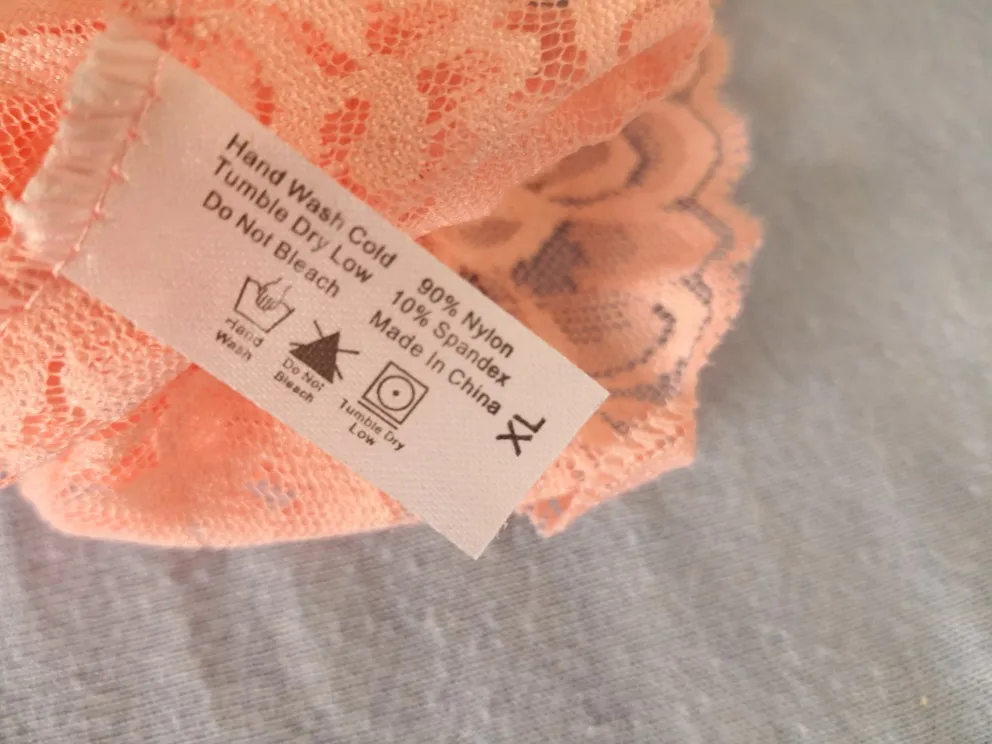 Hand Wash Cold
Tumble Dry Low
Do Not Bleach
Hand
Wash
Do Not
Bleach
Tumble Dry
Low
90% Nylon
10% Spandex
Made In China
XL